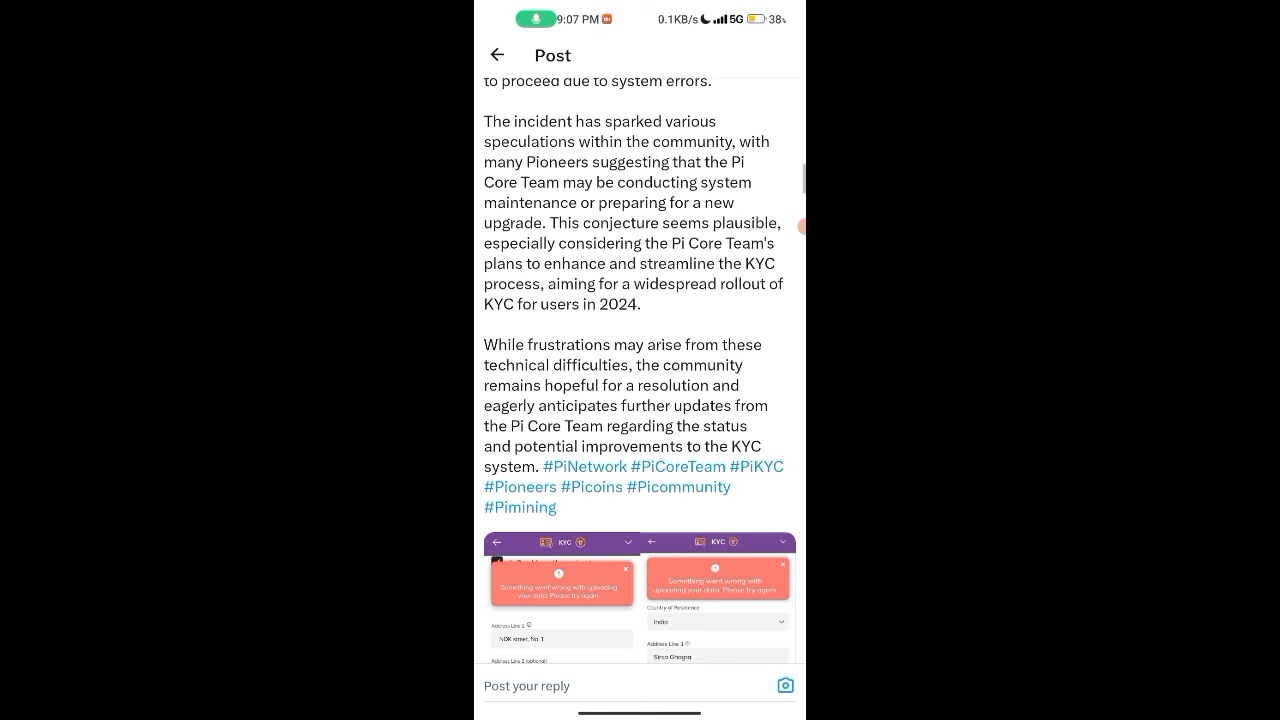 9:07 PM 0.1KB/s 5G 38%
Post
to proceed due to system errors.
The incident has sparked various
speculations within the community, with
many Pioneers suggesting that the Pi
Core Team may be conducting system
maintenance or preparing for a new
upgrade. This conjecture seems plausible,
especially considering the Pi Core Team's
plans to enhance and streamline the KYC
process, aiming for a widespread rollout of
KYC for users in 2024.
While frustrations may arise from these
technical difficulties, the community
remains hopeful for a resolution and
eagerly anticipates further updates from
the Pi Core Team regarding the status
and potential improvements to the KYC
system. #PiNetwork #PiCoreTeam #PiKYC
#Pioneers #Picoins #Picommunity
#Pimining
KYC
Something went wrong with uploading
your data. Please try again.
Address Line 1
NDK street, No. 1
Address Line 2 (optional)
KYC
Something went wrong with
uploading your data. Please try again.
Country of Residence
India
Address Line 1
Sirsa Ghogra
Post your reply